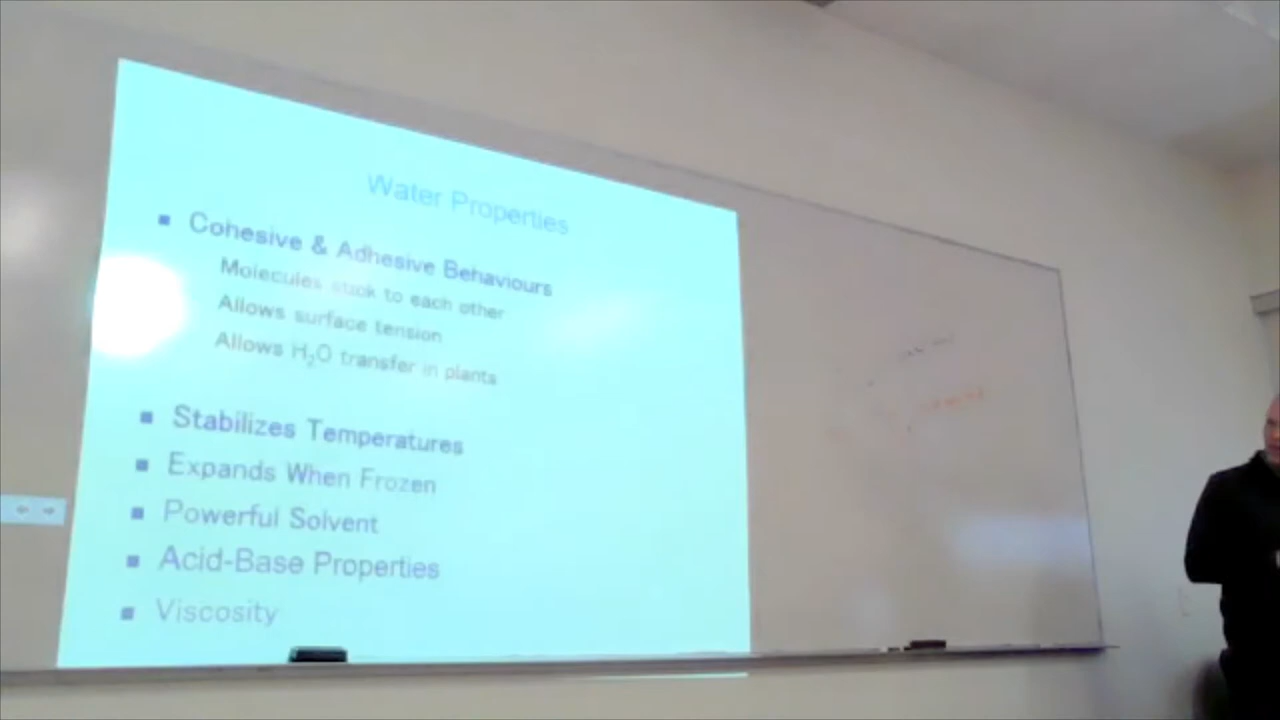 Water Properties
Cohesive & Adhesive Behaviours
Molecules stick to each other
Allows surface tension
Allows H₂O transfer in plants
Stabilizes Temperatures
Expands When Frozen
Powerful Solvent
Acid-Base Properties
Viscosity